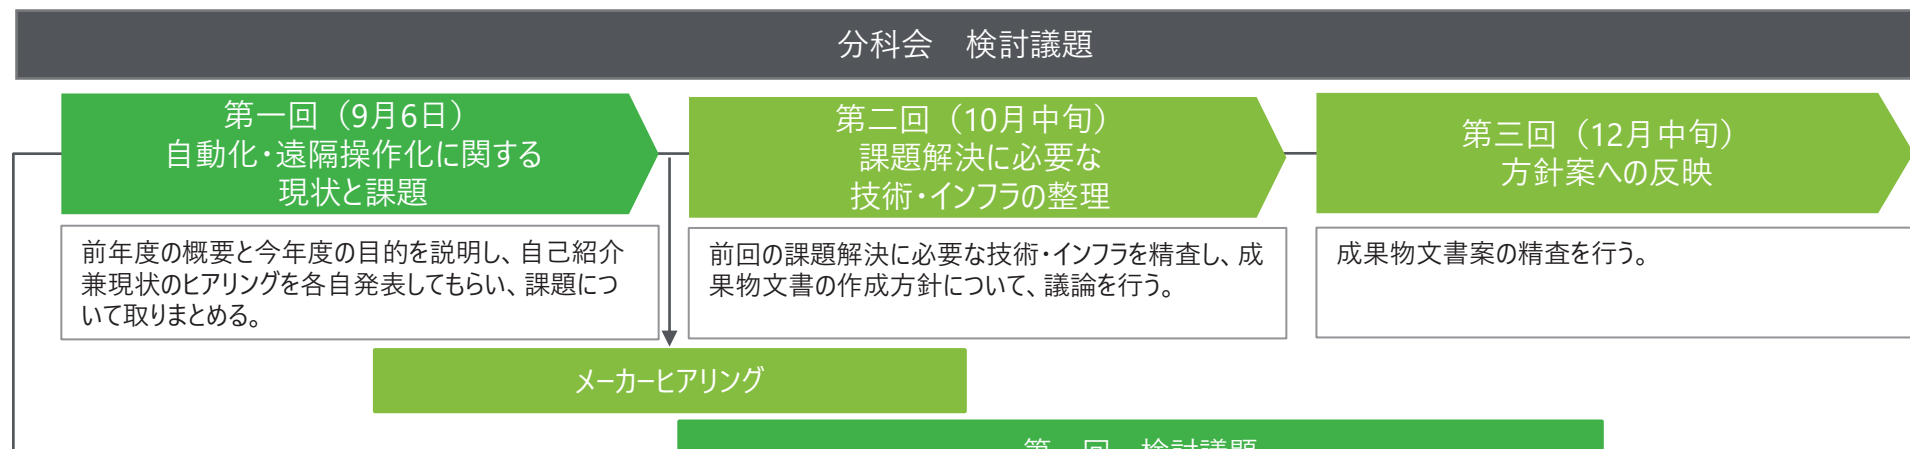 分科会　検討議題
第一回（9月6日）
自動化・遠隔操作化に関する
現状と課題
第二回（10月中旬）
課題解決に必要な
技術・インフラの整理
第三回（12月中旬）
方針案への反映
前年度の概要と今年度の目的を説明し、自己紹介
兼現状のヒアリングを各自発表してもらい、課題につ
いて取りまとめる。
前回の課題解決に必要な技術・インフラを精査し、成
果物文書の作成方針について、議論を行う。
成果物文書案の精査を行う。
メーカーヒアリング
検討議題